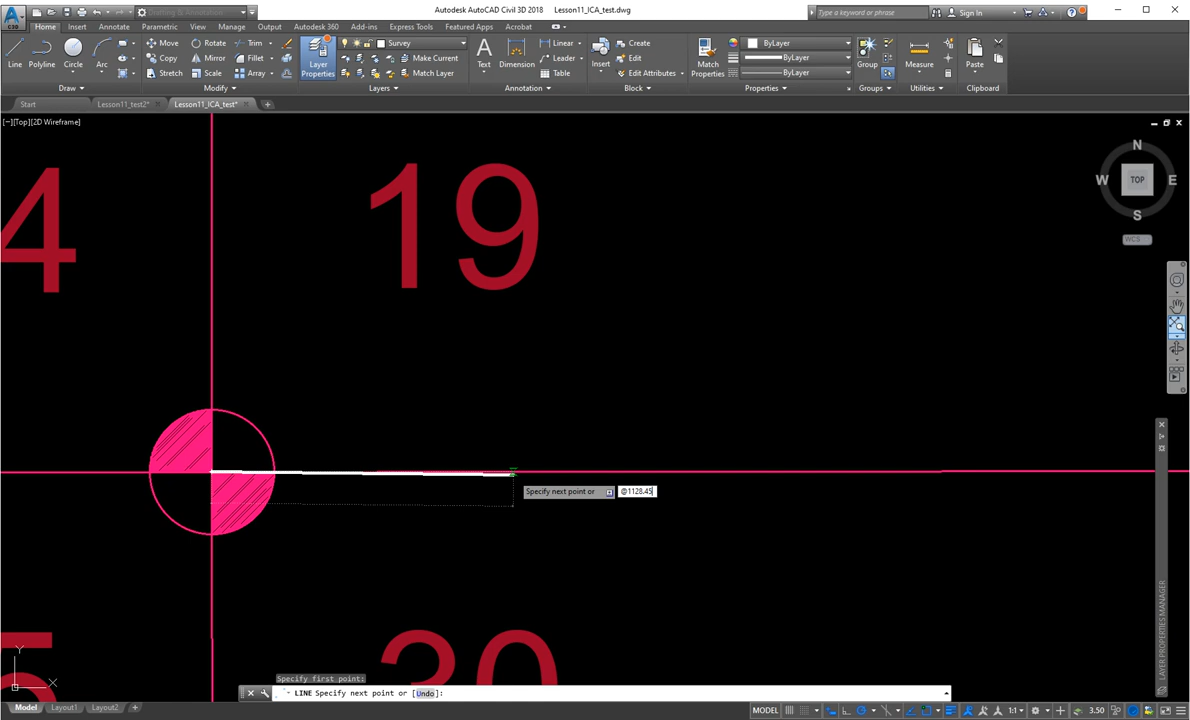 Drafting & Annotation
Autodesk AutoCAD Civil 3D 2018 Lesson11_ICA_test.dwg
Type a keyword or phrase
Sign In
C3D
Home Insert Annotate Parametric View Manage Output Add-ins Autodesk 360 Express Tools Featured Apps Acrobat
Line Polyline Circle Arc
Move Rotate Trim
Copy Mirror Fillet
Stretch Scale Array
Layer Properties
Survey
Make Current
Match Layer
Text Dimension
Linear
Leader
Table
Insert
Create
Edit
Edit Attributes
Match Properties
ByLayer
ByLayer
ByLayer
Group
Measure
Paste
Draw Modify Layers Annotation Block Properties Groups Utilities Clipboard
Start Lesson11_test2* Lesson11_ICA_test*
[−][Top][2D Wireframe]
N
W TOP E
S
WCS
4 19
Specify next point or @1128.45
30
LAYER PROPERTIES MANAGER
Y
X
Specify first point:
LINE Specify next point or [Undo]:
Model Layout1 Layout2 +
MODEL 1:1 3.50